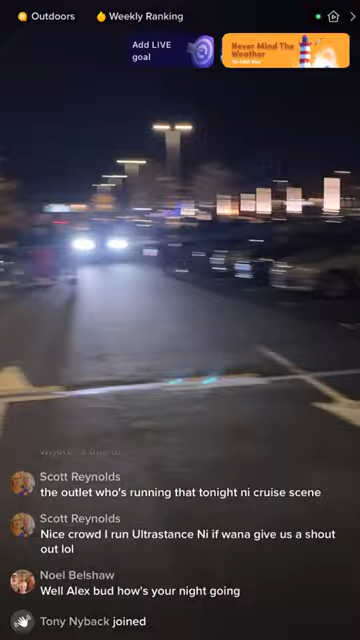 Outdoors
Weekly Ranking
Add LIVE
goal
Never Mind The
Weather
Scott Reynolds
the outlet who's running that tonight ni cruise scene
Scott Reynolds
Nice crowd I run Ultrastance Ni if wana give us a shout
out lol
Noel Belshaw
Well Alex bud how's your night going
Tony Nyback joined